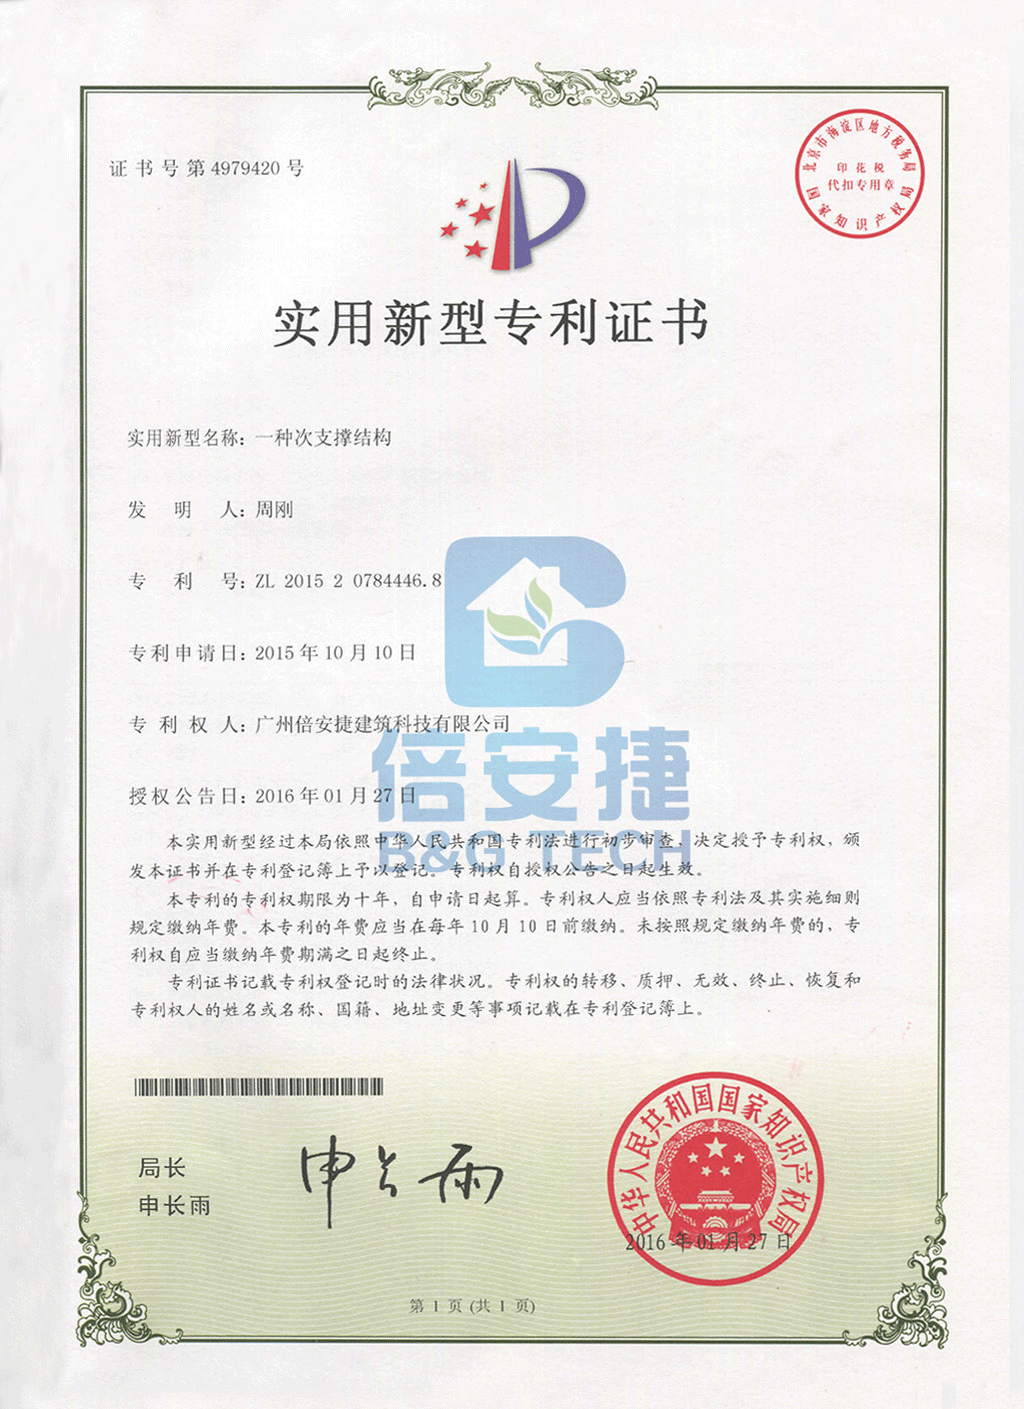 证书号第4979420号
北京市海淀区地方税务局
印花税
代扣专用章
国家知识产权局
实用新型专利证书
实用新型名称：一种次支撑结构
发明人：周刚
专利号：ZL 2015 2 0784446.8
专利申请日：2015年10月10日
专利权人：广州倍安捷建筑科技有限公司
倍安捷
授权公告日：2016年01月27日
B&G TECH
本实用新型经过本局依照中华人民共和国专利法进行初步审查，决定授予专利权，颁
发本证书并在专利登记簿上予以登记。专利权自授权公告之日起生效。
本专利的专利权期限为十年，自申请日起算。专利权人应当依照专利法及其实施细则
规定缴纳年费。本专利的年费应当在每年10月10日前缴纳。未按照规定缴纳年费的，专
利权自应当缴纳年费期满之日起终止。
专利证书记载专利权登记时的法律状况。专利权的转移、质押、无效、终止、恢复和
专利权人的姓名或名称、国籍、地址变更等事项记载在专利登记簿上。
局长
申长雨
申长雨
中华人民共和国国家知识产权局
2016年01月27日
第1页(共1页)